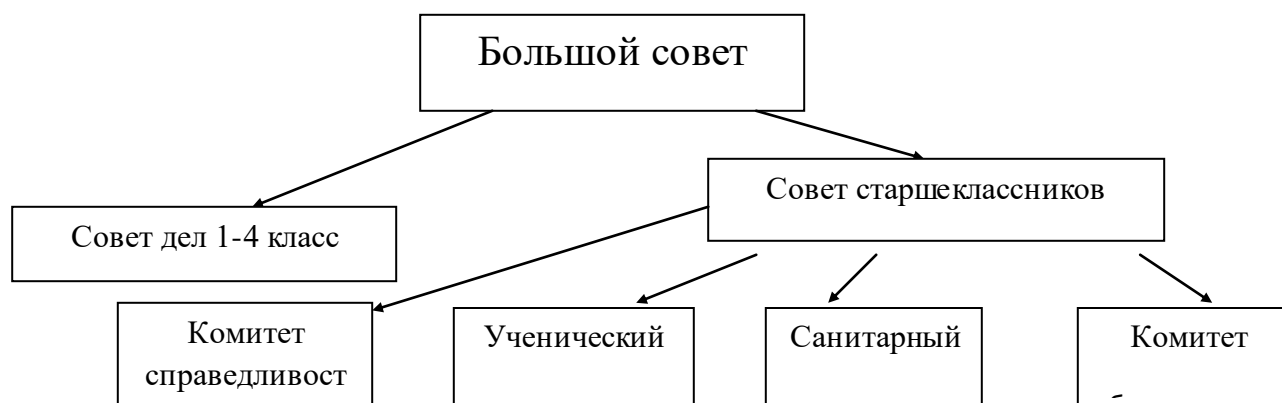 Большой совет
Совет старшеклассников
Совет дел 1-4 класс
Комитет
справедливост
Ученический
Санитарный
Комитет